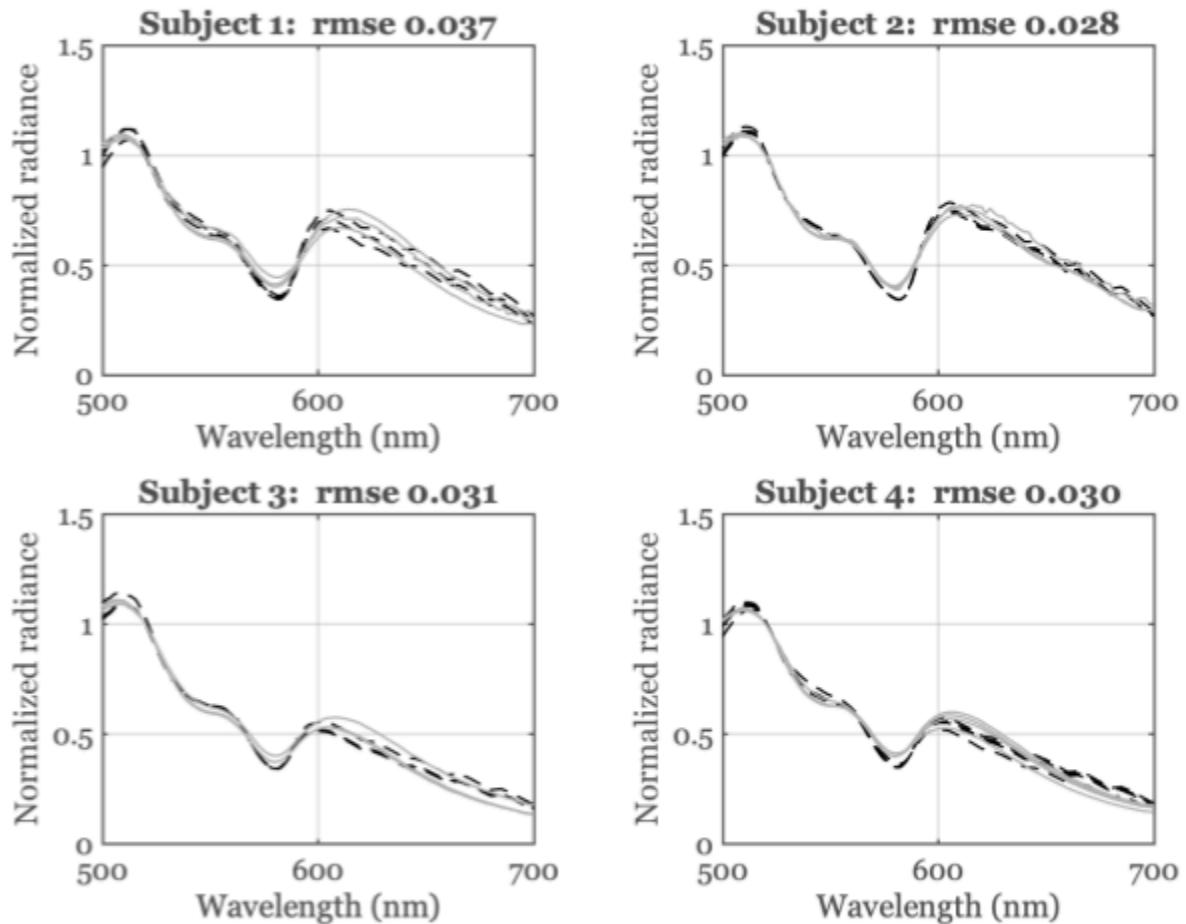 Subject 1:  rmse 0.037
Normalized radiance
1.5
1
0.5
0
500
600
700
Wavelength (nm)
Subject 2:  rmse 0.028
Normalized radiance
1.5
1
0.5
0
500
600
700
Wavelength (nm)
Subject 3:  rmse 0.031
Normalized radiance
1.5
1
0.5
0
500
600
700
Wavelength (nm)
Subject 4:  rmse 0.030
Normalized radiance
1.5
1
0.5
0
500
600
700
Wavelength (nm)